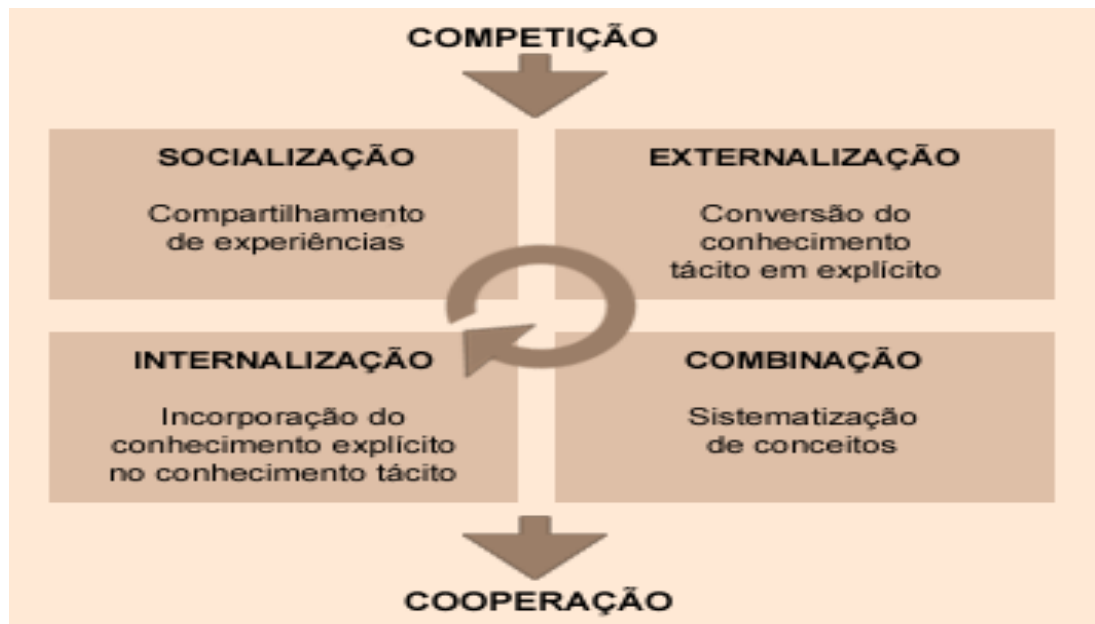 COMPETIÇÃO
SOCIALIZAÇÃO
Compartilhamento
de experiências
EXTERNALIZAÇÃO
Conversão do
conhecimento
tácito em explícito
INTERNALIZAÇÃO
Incorporação do
conhecimento explícito
no conhecimento tácito
COMBINAÇÃO
Sistematização
de conceitos
COOPERAÇÃO